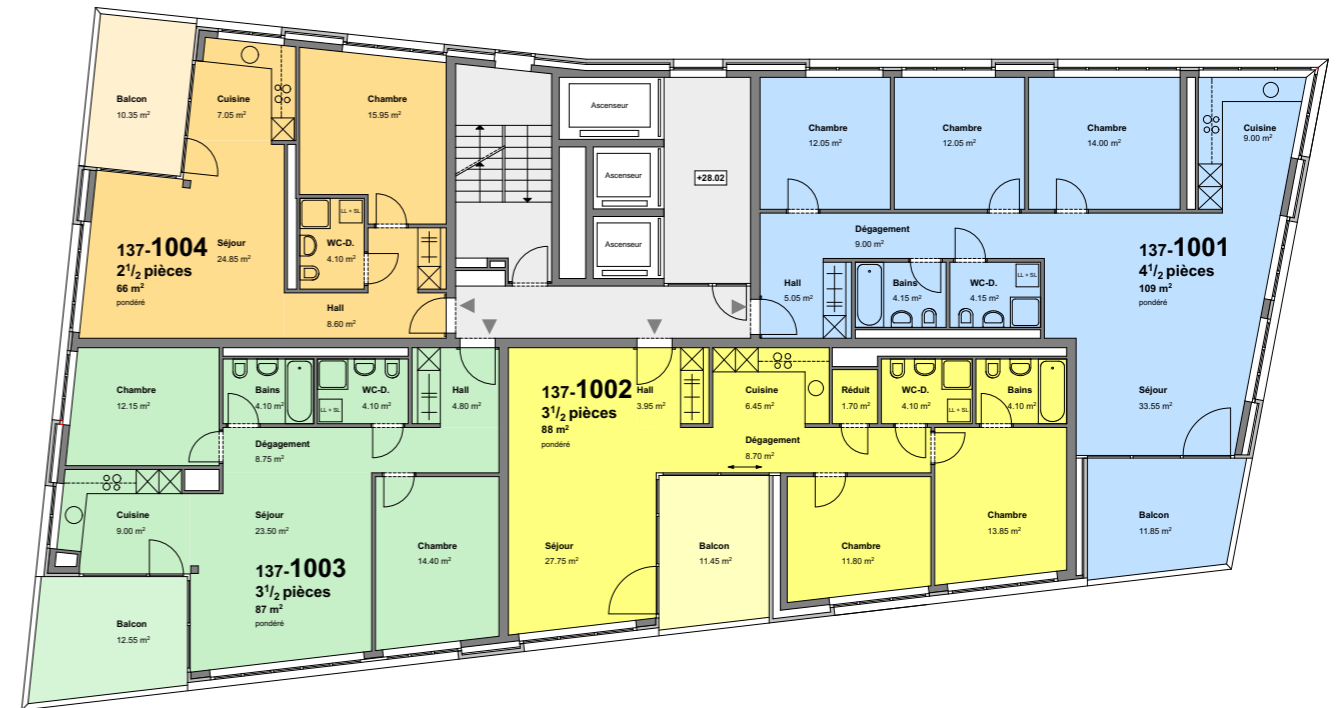 Balcon
10.35 m²
Cuisine
7.05 m²
Chambre
15.95 m²
137-1004
2 1/2 pièces
66 m²
pondéré
Séjour
24.85 m²
LL + SL
WC-D.
4.10 m²
Hall
8.60 m²
Ascenseur
Ascenseur
Ascenseur
+28.02
Chambre
12.05 m²
Chambre
12.05 m²
Chambre
14.00 m²
Cuisine
9.00 m²
Dégagement
9.00 m²
Hall
5.05 m²
Bains
4.15 m²
WC-D.
4.15 m²
LL + SL
137-1001
4 1/2 pièces
109 m²
pondéré
Séjour
33.55 m²
Balcon
11.85 m²
Chambre
12.15 m²
Bains
4.10 m²
WC-D.
4.10 m²
LL + SL
Hall
4.80 m²
Dégagement
8.75 m²
Cuisine
9.00 m²
Séjour
23.50 m²
Chambre
14.40 m²
137-1003
3 1/2 pièces
87 m²
pondéré
Balcon
12.55 m²
137-1002
3 1/2 pièces
88 m²
pondéré
Hall
3.95 m²
Cuisine
6.45 m²
Réduit
1.70 m²
WC-D.
4.10 m²
LL + SL
Bains
4.10 m²
Dégagement
8.70 m²
Séjour
27.75 m²
Balcon
11.45 m²
Chambre
11.80 m²
Chambre
13.85 m²